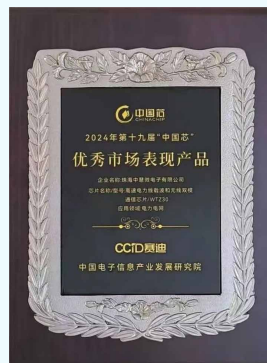 中国芯
CHINACHIP
2024年第十九届“中国芯”
优秀市场表现产品
企业名称:珠海中慧微电子有限公司
芯片名称/型号:高速电力线载波和无线双模
通信芯片/WTZ30
应用领域:电力电网
CCID赛迪
中国电子信息产业发展研究院